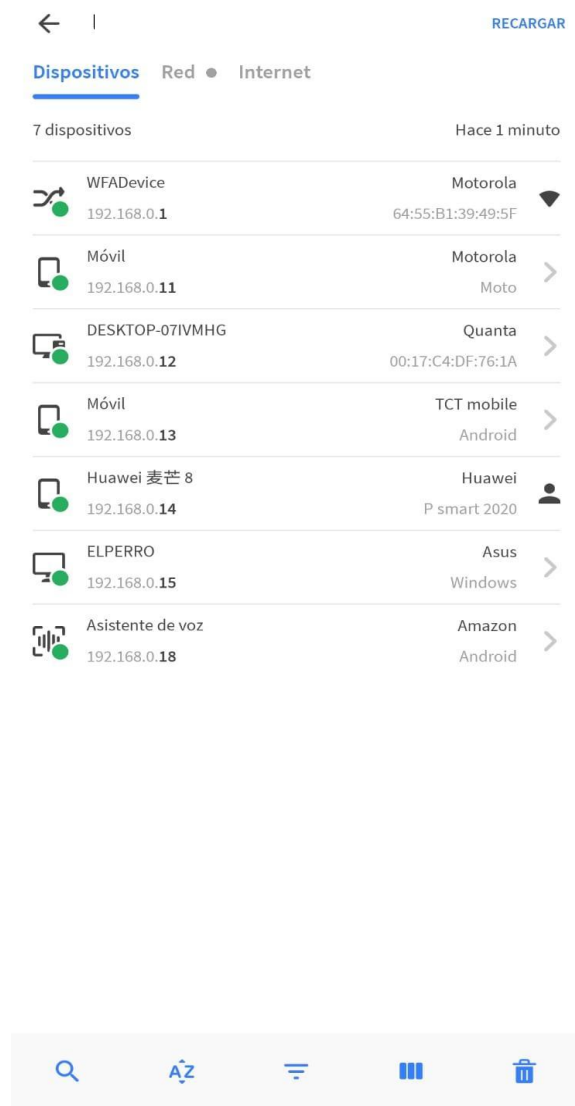 RECARGAR
Dispositivos Red Internet
7 dispositivos Hace 1 minuto
WFADevice Motorola
192.168.0.1 64:55:B1:39:49:5F
Móvil Motorola
192.168.0.11 Moto
DESKTOP-07IVMHG Quanta
192.168.0.12 00:17:C4:DF:76:1A
Móvil TCT mobile
192.168.0.13 Android
Huawei 麦芒 8 Huawei
192.168.0.14 P smart 2020
ELPERRO Asus
192.168.0.15 Windows
Asistente de voz Amazon
192.168.0.18 Android
AZ